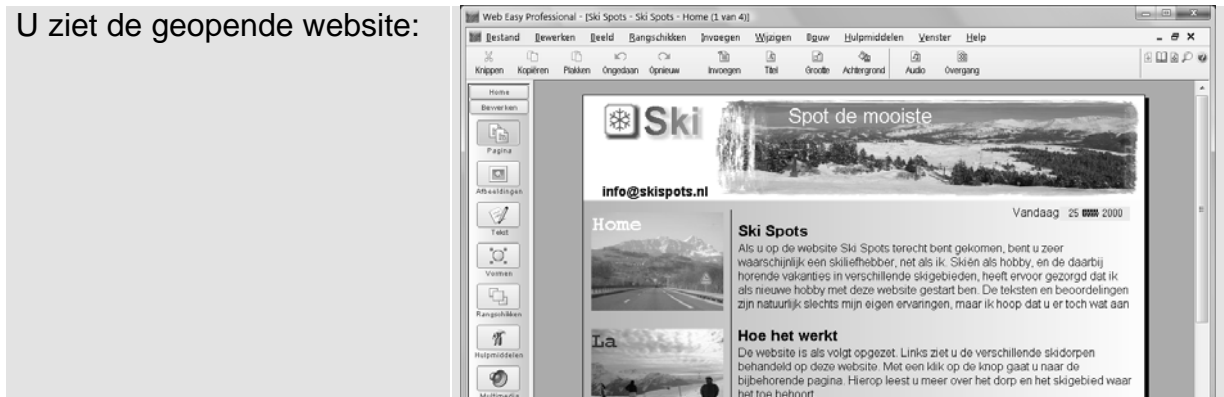 U ziet de geopende website:
Web Easy Professional - [Ski Spots - Ski Spots - Home (1 van 4)]
Bestand Bewerken Beeld Rangschikken Invoegen Wijzigen Bouw Hulpmiddelen Venster Help
Knippen Kopiëren Plakken Ongedaan Opnieuw Invoegen Titel Grootte Achtergrond Audio Overgang
Home
Bewerken
Pagina
Afbeeldingen
Tekst
Vormen
Rangschikken
Hulpmiddelen
Multimedia
Ski
Spot de mooiste
info@skispots.nl
Vandaag 25 2000
Home
La
Ski Spots
Als u op de website Ski Spots terecht bent gekomen, bent u zeer
waarschijnlijk een skiliefhebber, net als ik. Skiën als hobby, en de daarbij
horende vakanties in verschillende skigebieden, heeft ervoor gezorgd dat ik
als nieuwe hobby met deze website gestart ben. De teksten en beoordelingen
zijn natuurlijk slechts mijn eigen ervaringen, maar ik hoop dat u er toch wat aan
Hoe het werkt
De website is als volgt opgezet. Links ziet u de verschillende skidorpen
behandeld op deze website. Met een klik op de knop gaat u naar de
bijbehorende pagina. Hierop leest u meer over het dorp en het skigebied waar
het toe behoort.